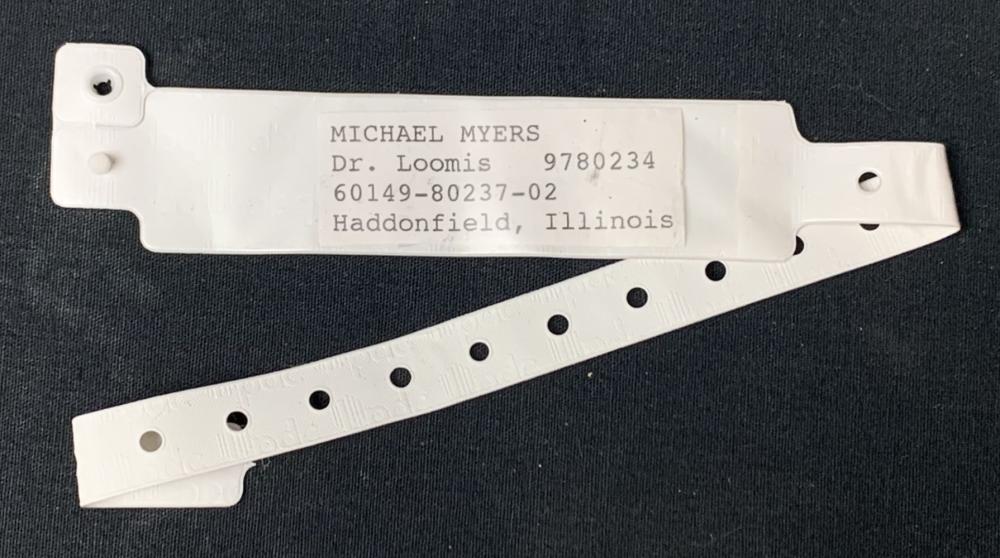 MICHAEL MYERS
Dr. Loomis 9780234
60149-80237-02
Haddonfield, Illinois